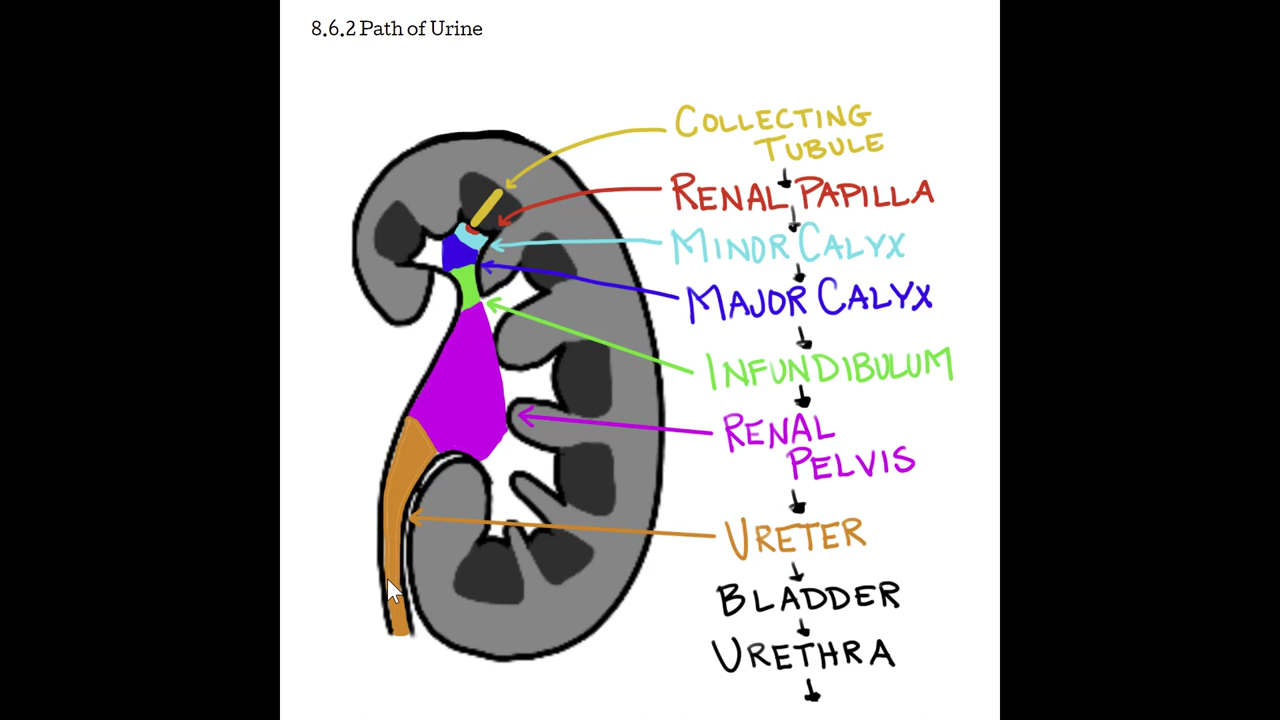 8.6.2 Path of Urine
COLLECTING
TUBULE
RENAL PAPILLA
MINOR CALYX
MAJOR CALYX
INFUNDIBULUM
RENAL
PELVIS
URETER
BLADDER
URETHRA